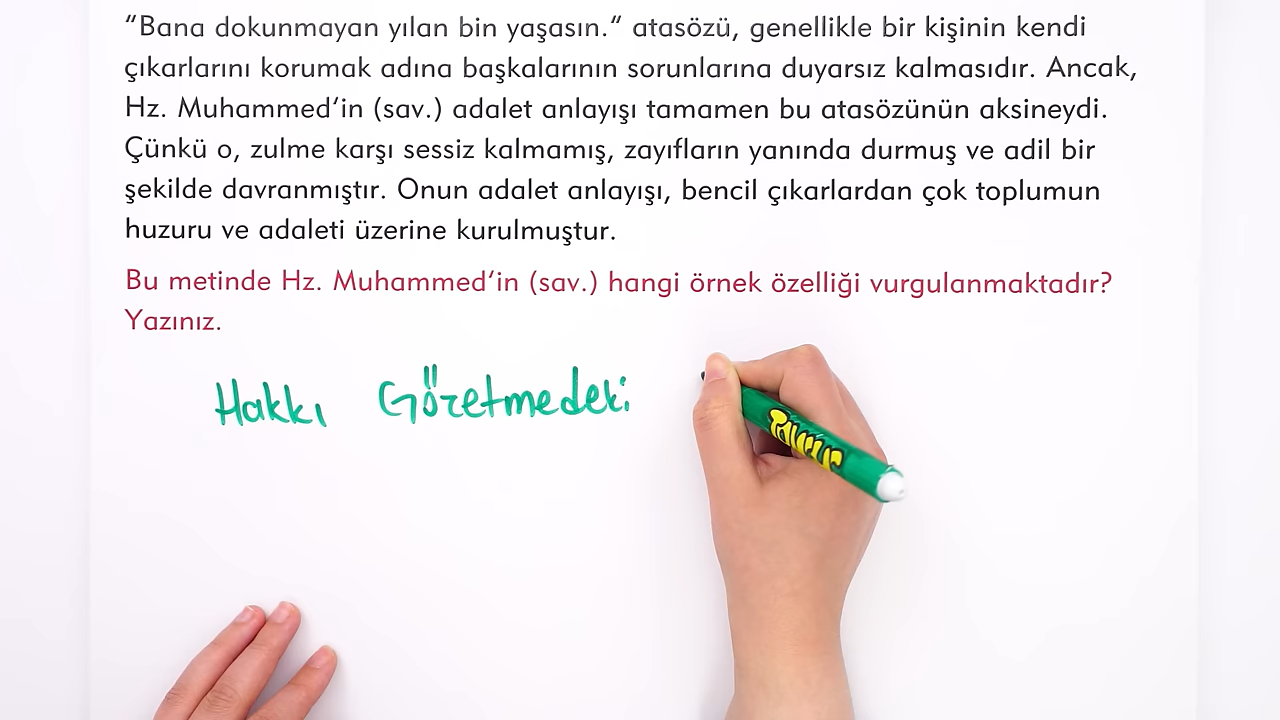 “Bana dokunmayan yılan bin yaşasın.“ atasözü, genellikle bir kişinin kendi
çıkarlarını korumak adına başkalarının sorunlarına duyarsız kalmasıdır. Ancak,
Hz. Muhammed’in (sav.) adalet anlayışı tamamen bu atasözünün aksineydi.
Çünkü o, zulme karşı sessiz kalmamış, zayıfların yanında durmuş ve adil bir
şekilde davranmıştır. Onun adalet anlayışı, bencil çıkarlardan çok toplumun
huzuru ve adaleti üzerine kurulmuştur.
Bu metinde Hz. Muhammed’in (sav.) hangi örnek özelliği vurgulanmaktadır?
Yazınız.
Hakkı Gözetmedeki